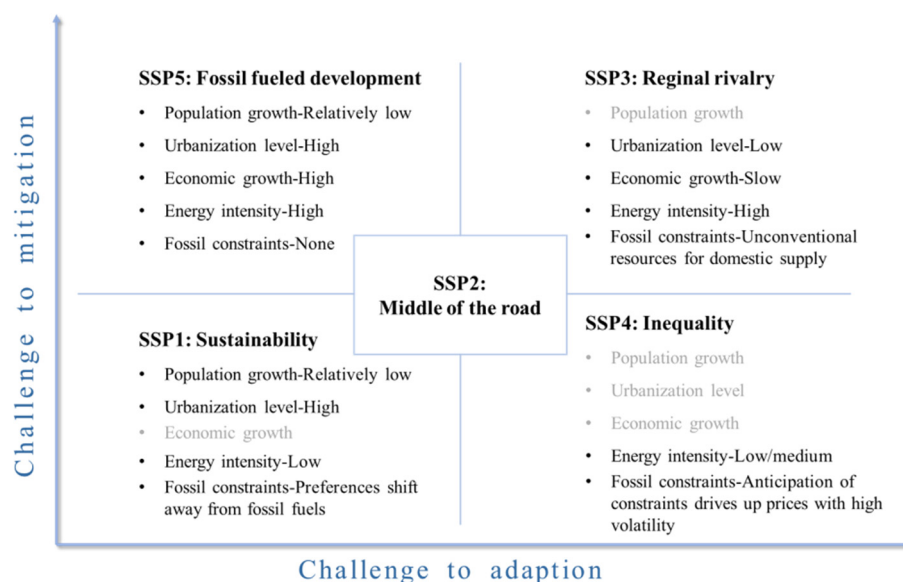 Challenge to mitigation
SSP5: Fossil fueled development
• Population growth-Relatively low
• Urbanization level-High
• Economic growth-High
• Energy intensity-High
• Fossil constraints-None
SSP3: Reginal rivalry
• Population growth
• Urbanization level-Low
• Economic growth-Slow
• Energy intensity-High
• Fossil constraints-Unconventional
resources for domestic supply
SSP2:
Middle of the road
SSP1: Sustainability
• Population growth-Relatively low
• Urbanization level-High
• Economic growth
• Energy intensity-Low
• Fossil constraints-Preferences shift
away from fossil fuels
SSP4: Inequality
• Population growth
• Urbanization level
• Economic growth
• Energy intensity-Low/medium
• Fossil constraints-Anticipation of
constraints drives up prices with high
volatility
Challenge to adaption